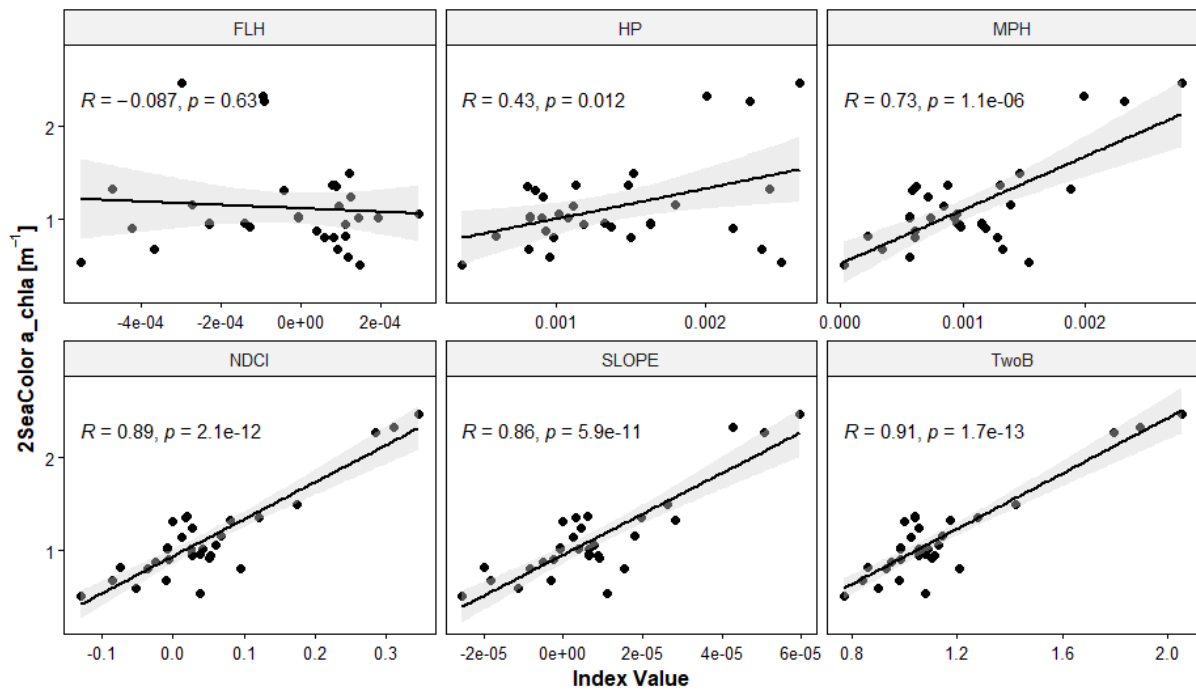 FLH HP MPH
R = −0.087, p = 0.63 R = 0.43, p = 0.012 R = 0.73, p = 1.1e-06
2
1
-4e-04 -2e-04 0e+00 2e-04 0.001 0.002 0.000 0.001 0.002
NDCI SLOPE TwoB
R = 0.89, p = 2.1e-12 R = 0.86, p = 5.9e-11 R = 0.91, p = 1.7e-13
2
1
-0.1 0.0 0.1 0.2 0.3 -2e-05 0e+00 2e-05 4e-05 6e-05 0.8 1.2 1.6 2.0
Index Value
2SeaColor a_chla [m⁻¹]